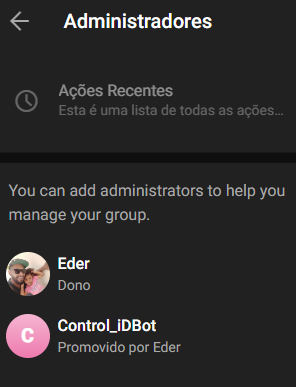 Administradores
Ações Recentes
Esta é uma lista de todas as ações...
You can add administrators to help you
manage your group.
Eder
Dono
C
Control_iDBot
Promovido por Eder